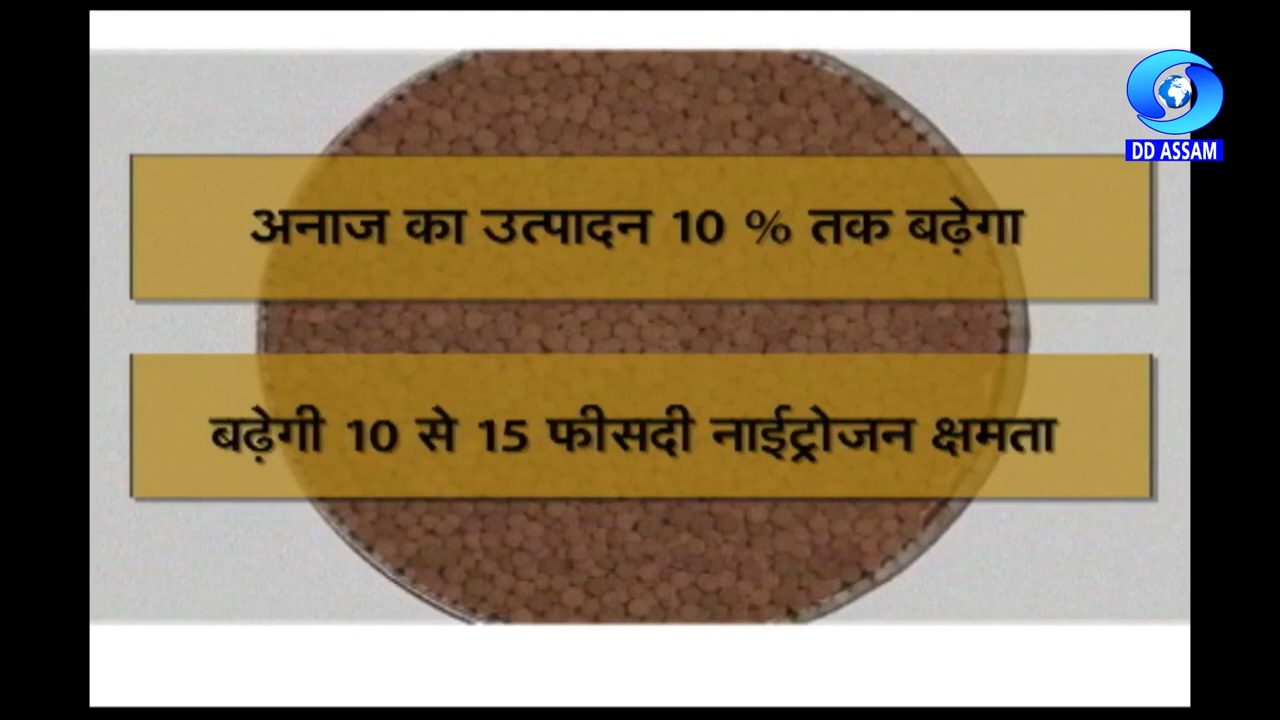 DD ASSAM
अनाज का उत्पादन 10 % तक बढ़ेगा
बढ़ेगी 10 से 15 फीसदी नाईट्रोजन क्षमता